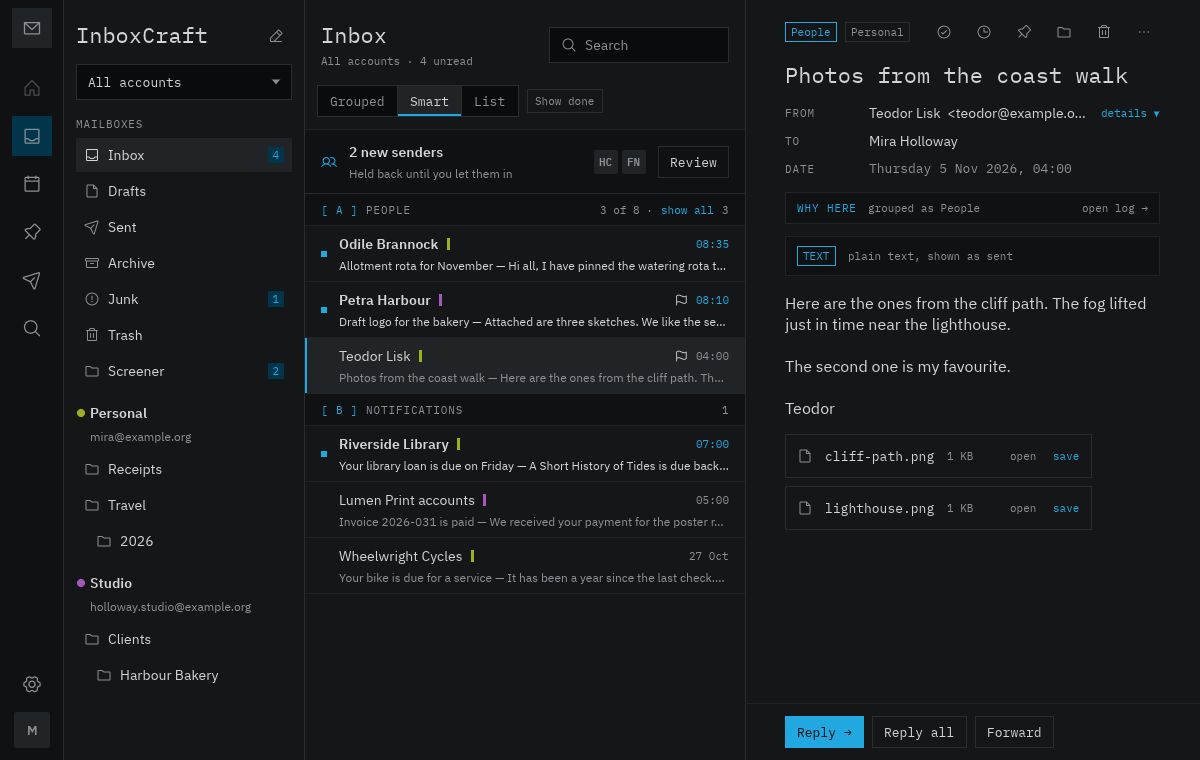 InboxCraft
All accounts
MAILBOXES
Inbox 4
Drafts
Sent
Archive
Junk 1
Trash
Screener 2
Personal
mira@example.org
Receipts
Travel
2026
Studio
holloway.studio@example.org
Clients
Harbour Bakery
M
Inbox
All accounts · 4 unread
Search
Grouped Smart List Show done
2 new senders
Held back until you let them in
HC FN Review
[ A ] PEOPLE 3 of 8 · show all 3
Odile Brannock 08:35
Allotment rota for November — Hi all, I have pinned the watering rota t…
Petra Harbour 08:10
Draft logo for the bakery — Attached are three sketches. We like the se…
Teodor Lisk 04:00
Photos from the coast walk — Here are the ones from the cliff path. Th…
[ B ] NOTIFICATIONS 1
Riverside Library 07:00
Your library loan is due on Friday — A Short History of Tides is due back…
Lumen Print accounts 05:00
Invoice 2026-031 is paid — We received your payment for the poster r…
Wheelwright Cycles 27 Oct
Your bike is due for a service — It has been a year since the last check.…
People Personal
Photos from the coast walk
FROM Teodor Lisk <teodor@example.o… details ▾
TO Mira Holloway
DATE Thursday 5 Nov 2026, 04:00
WHY HERE grouped as People open log →
TEXT plain text, shown as sent
Here are the ones from the cliff path. The fog lifted
just in time near the lighthouse.
The second one is my favourite.
Teodor
cliff-path.png 1 KB open save
lighthouse.png 1 KB open save
Reply → Reply all Forward